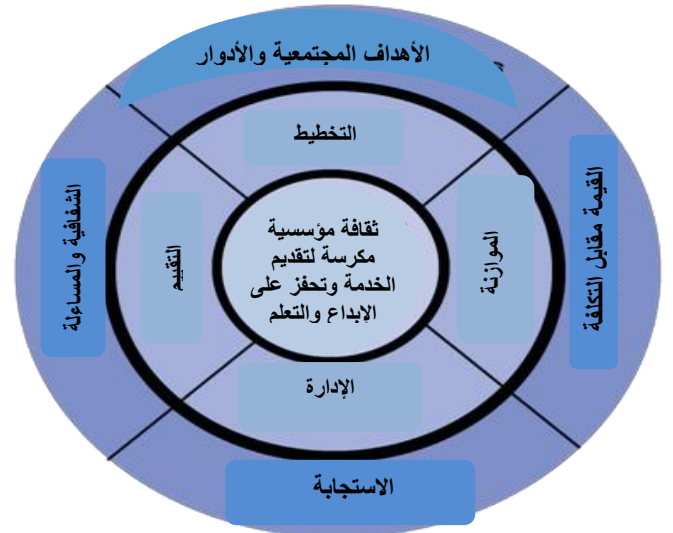 الأهداف المجتمعية والأدوار
التخطيط
القيمة مقابل التكلفة
الموازنة
ثقافة مؤسسية
مكرسة لتقديم
الخدمة وتحفز على
الإبداع والتعلم
التقييم
الشفافية والمساءلة
الإدارة
الاستجابة